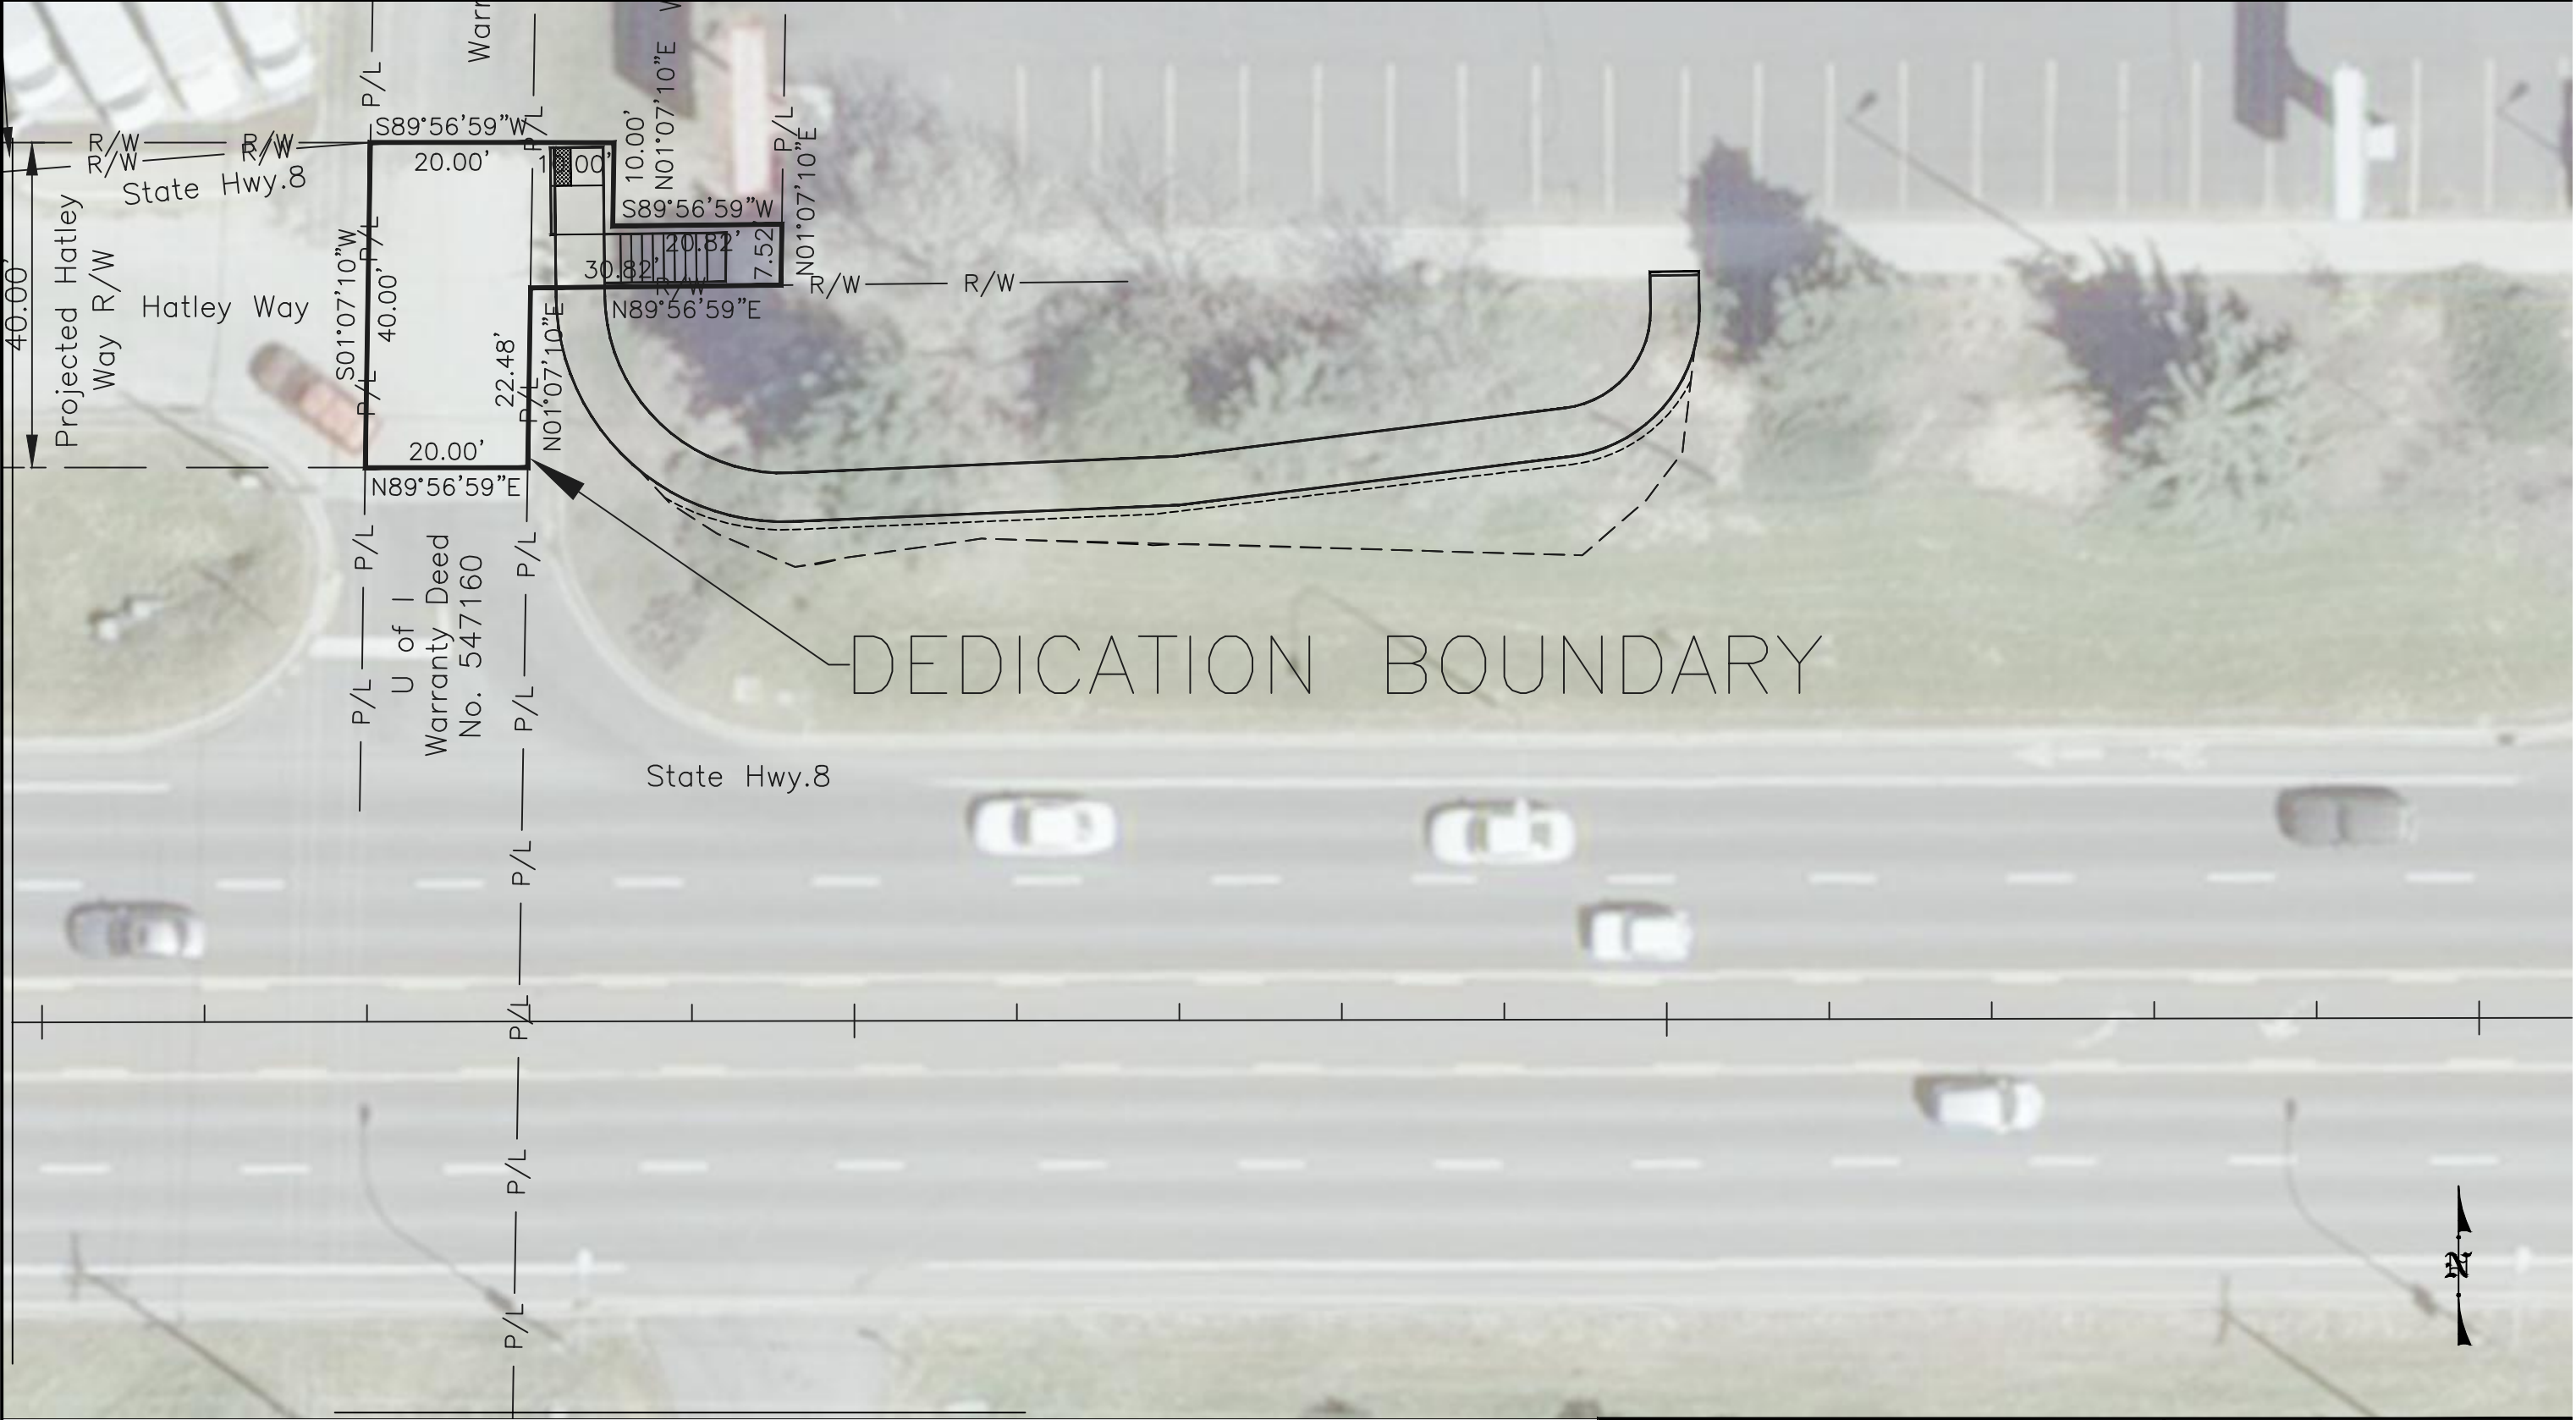 Warr
P/L
P/L
P/L
N01°07'10"E
10.00'
N01°07'10"E
S89°56'59"W
R/W
R/W
R/W
R/W
20.00'
00'
State Hwy.8
S89°56'59"W
20.82'
7.52'
30.82'
R/W
R/W
R/W
N89°56'59"E
40.00'
Projected Hatley
Way R/W
Hatley Way
S01°07'10"W
P/L
40.00'
P/L
22.48'
P/L
N01°07'10"E
20.00'
N89°56'59"E
P/L
P/L
U of I
Warranty Deed
No. 547160
P/L
P/L
DEDICATION BOUNDARY
State Hwy.8
P/L
P/L
P/L
P/L
N